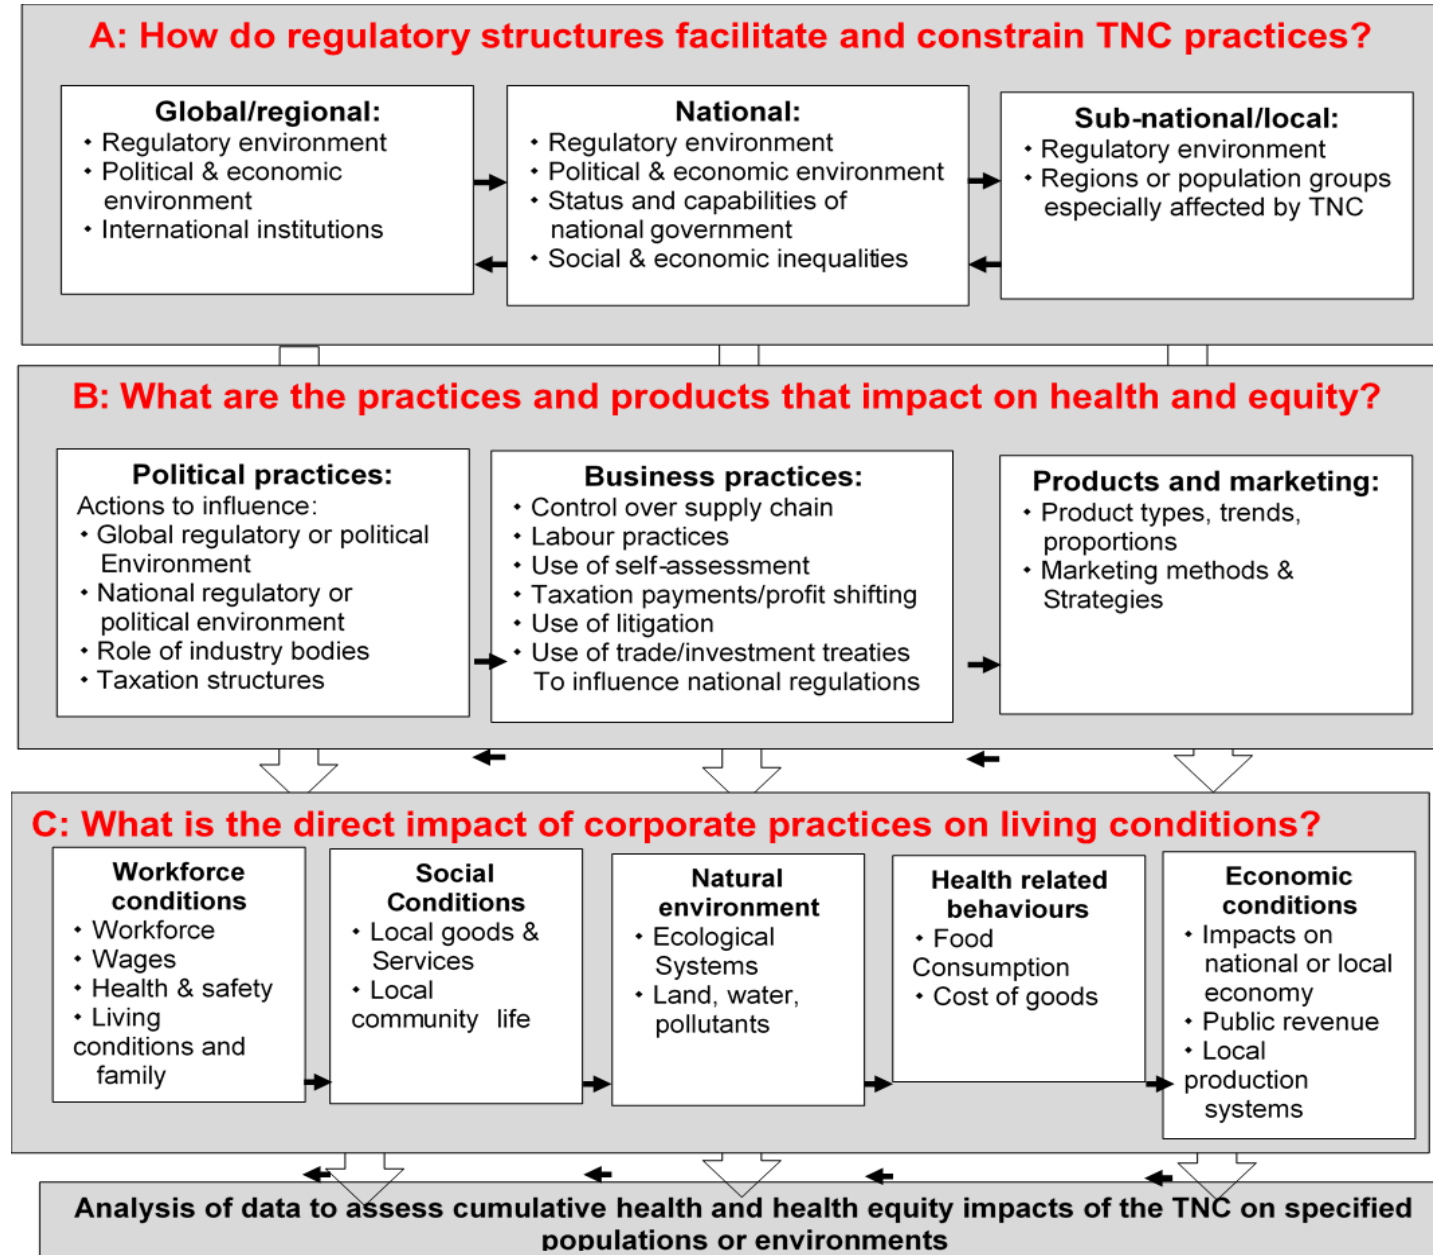 A: How do regulatory structures facilitate and constrain TNC practices?
Global/regional:
• Regulatory environment
• Political & economic
environment
• International institutions
National:
• Regulatory environment
• Political & economic environment
• Status and capabilities of
national government
• Social & economic inequalities
Sub-national/local:
• Regulatory environment
• Regions or population groups
especially affected by TNC
B: What are the practices and products that impact on health and equity?
Political practices:
Actions to influence:
• Global regulatory or political
Environment
• National regulatory or
political environment
• Role of industry bodies
• Taxation structures
Business practices:
• Control over supply chain
• Labour practices
• Use of self-assessment
• Taxation payments/profit shifting
• Use of litigation
• Use of trade/investment treaties
To influence national regulations
Products and marketing:
• Product types, trends,
proportions
• Marketing methods &
Strategies
C: What is the direct impact of corporate practices on living conditions?
Workforce
conditions
• Workforce
• Wages
• Health & safety
• Living
conditions and
family
Social
Conditions
• Local goods &
Services
• Local
community life
Natural
environment
• Ecological
Systems
• Land, water,
pollutants
Health related
behaviours
• Food
Consumption
• Cost of goods
Economic
conditions
• Impacts on
national or local
economy
• Public revenue
• Local
production
systems
Analysis of data to assess cumulative health and health equity impacts of the TNC on specified
populations or environments